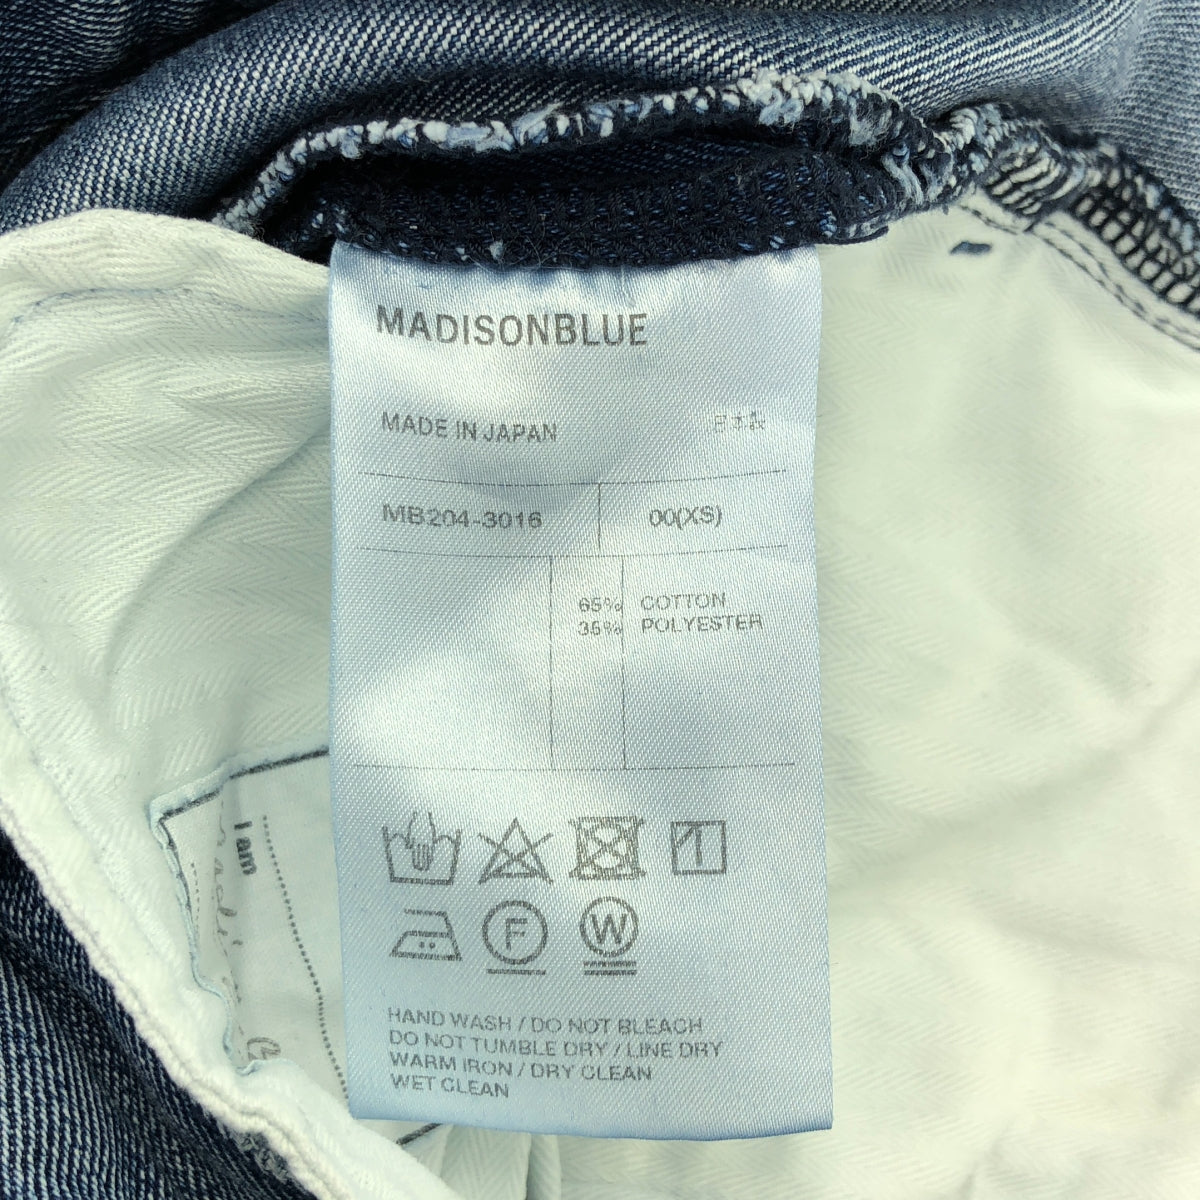 MADISONBLUE
MADE IN JAPAN 日本製
MB204-3016 00(XS)
65% COTTON
35% POLYESTER
F W
HAND WASH / DO NOT BLEACH
DO NOT TUMBLE DRY / LINE DRY
WARM IRON / DRY CLEAN
WET CLEAN
I am